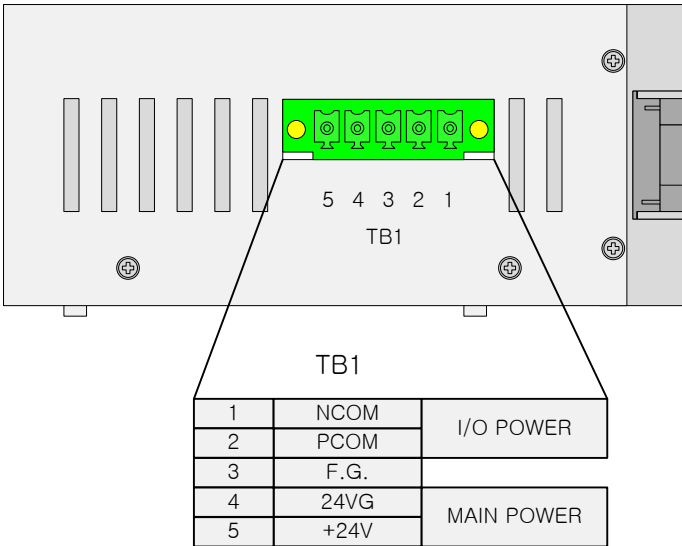 5 4 3 2 1
TB1
TB1
1 NCOM I/O POWER
2 PCOM
3 F.G.
4 24VG MAIN POWER
5 +24V